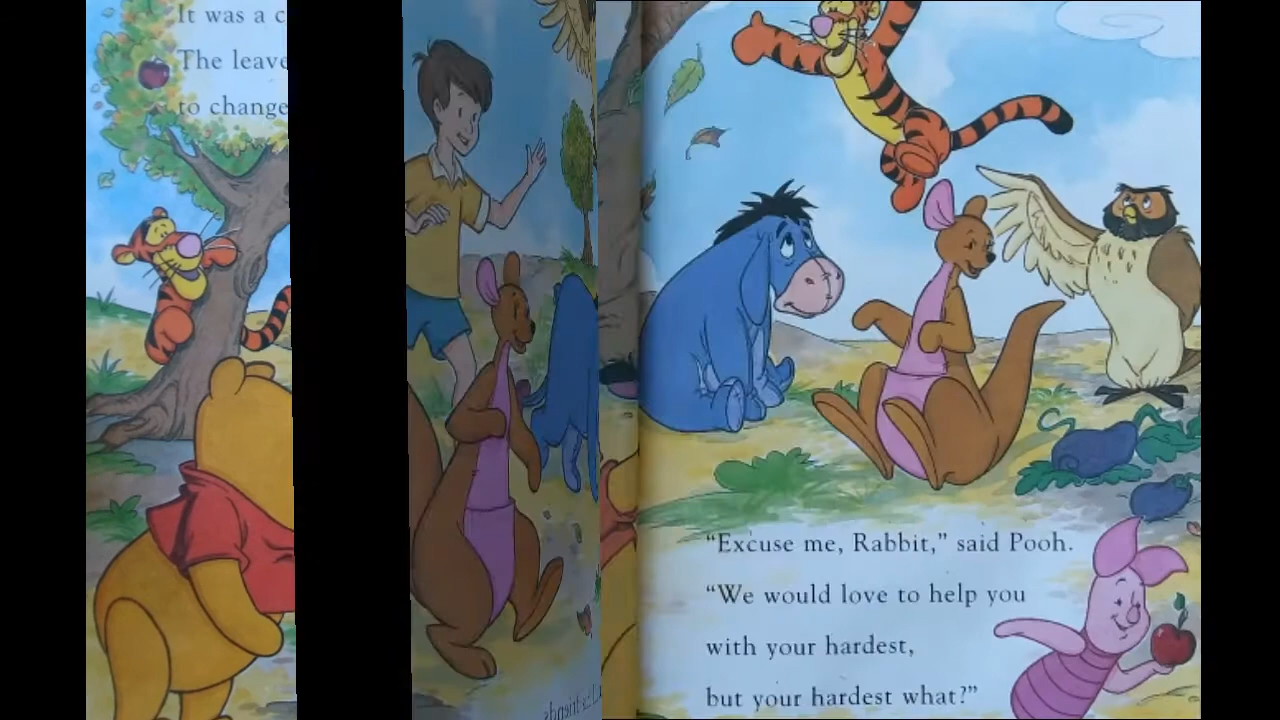 It was a c
The leave
to change
"Excuse me, Rabbit," said Pooh.
"We would love to help you
with your hardest,
but your hardest what?"